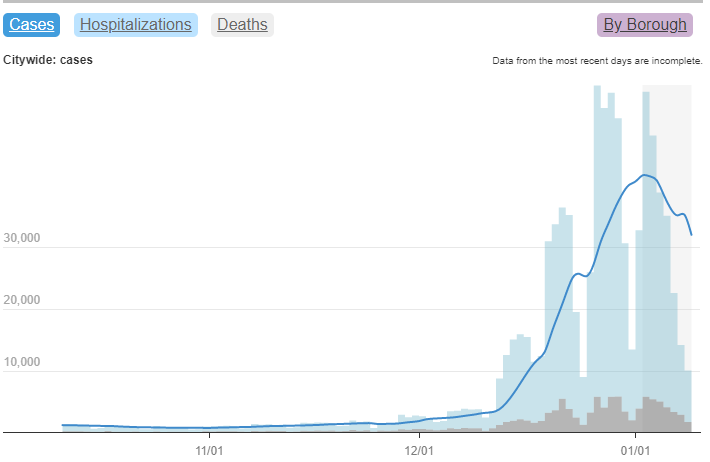 Cases Hospitalizations Deaths By Borough
Citywide: cases Data from the most recent days are incomplete.
30,000
20,000
10,000
11/01 12/01 01/01